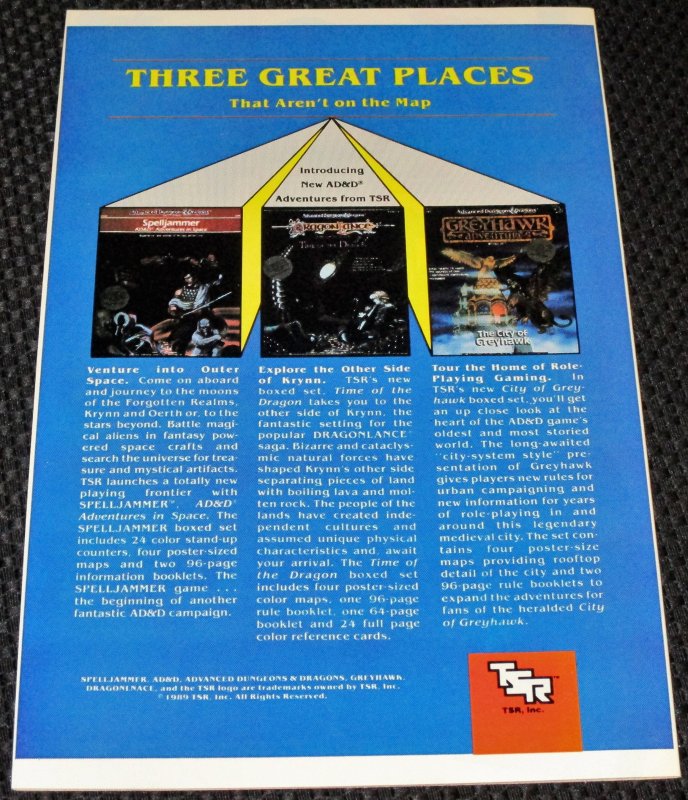 THREE GREAT PLACES
That Aren't on the Map
Introducing
New AD&D®
Adventures from TSR
Advanced Dungeons & Dragons
Spelljammer
AD&D Adventures in Space
Advanced Dungeons & Dragons
DRAGONLANCE
Time of the Dragon
Advanced Dungeons & Dragons
GREYHAWK
ADVENTURES
The City of
Greyhawk
Venture into Outer
Space. Come on aboard
and journey to the moons
of the Forgotten Realms,
Krynn and Oerth or, to the
stars beyond. Battle magi-
cal aliens in fantasy pow-
ered space crafts and
search the universe for trea-
sure and mystical artifacts.
TSR launches a totally new
playing frontier with
SPELLJAMMER™, AD&D®
Adventures in Space. The
SPELLJAMMER boxed set
includes 24 color stand-up
counters, four poster-sized
maps and two 96-page
information booklets. The
SPELLJAMMER game . . .
the beginning of another
fantastic AD&D campaign.
Explore the Other Side
of Krynn. TSR's new
boxed set, Time of the
Dragon takes you to the
other side of Krynn, the
fantastic setting for the
popular DRAGONLANCE
saga. Bizarre and cataclys-
mic natural forces have
shaped Krynn's other side
separating pieces of land
with boiling lava and mol-
ten rock. The people of the
lands have created inde-
pendent cultures and
assumed unique physical
characteristics and, await
your arrival. The Time of
the Dragon boxed set
includes four poster-sized
color maps, one 96-page
rule booklet, one 64-page
booklet and 24 full page
color reference cards.
Tour the Home of Role-
Playing Gaming. In
TSR's new City of Grey-
hawk boxed set, you'll get
an up close look at the
heart of the AD&D game's
oldest and most storied
world. The long-awaited
"city-system style" pre-
sentation of Greyhawk
gives players new rules for
urban campaigning and
new information for years
of role-playing in and
around this legendary
medieval city. The set con-
tains four poster-size
maps providing rooftop
detail of the city and two
96-page rule booklets to
expand the adventures for
fans of the heralded City
of Greyhawk.
SPELLJAMMER, AD&D, ADVANCED DUNGEONS & DRAGONS, GREYHAWK,
DRAGONLNACE, and the TSR logo are trademarks owned by TSR, Inc.
©1989 TSR, Inc. All Rights Reserved.
TSR™
TSR, Inc.